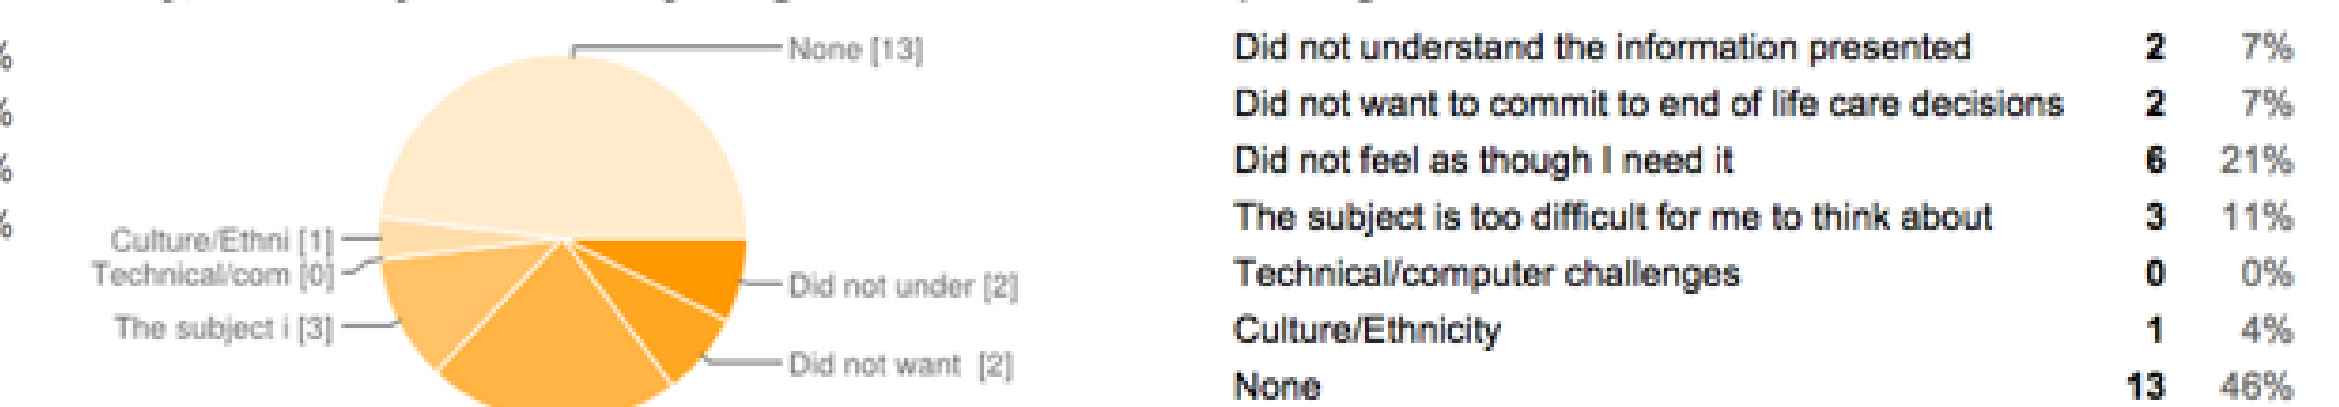 %
%
%
%
None [13]
Culture/Ethni [1]
Technical/com [0]
The subject i [3]
Did not under [2]
Did not want [2]
Did not understand the information presented 2 7%
Did not want to commit to end of life care decisions 2 7%
Did not feel as though I need it 6 21%
The subject is too difficult for me to think about 3 11%
Technical/computer challenges 0 0%
Culture/Ethnicity 1 4%
None 13 46%